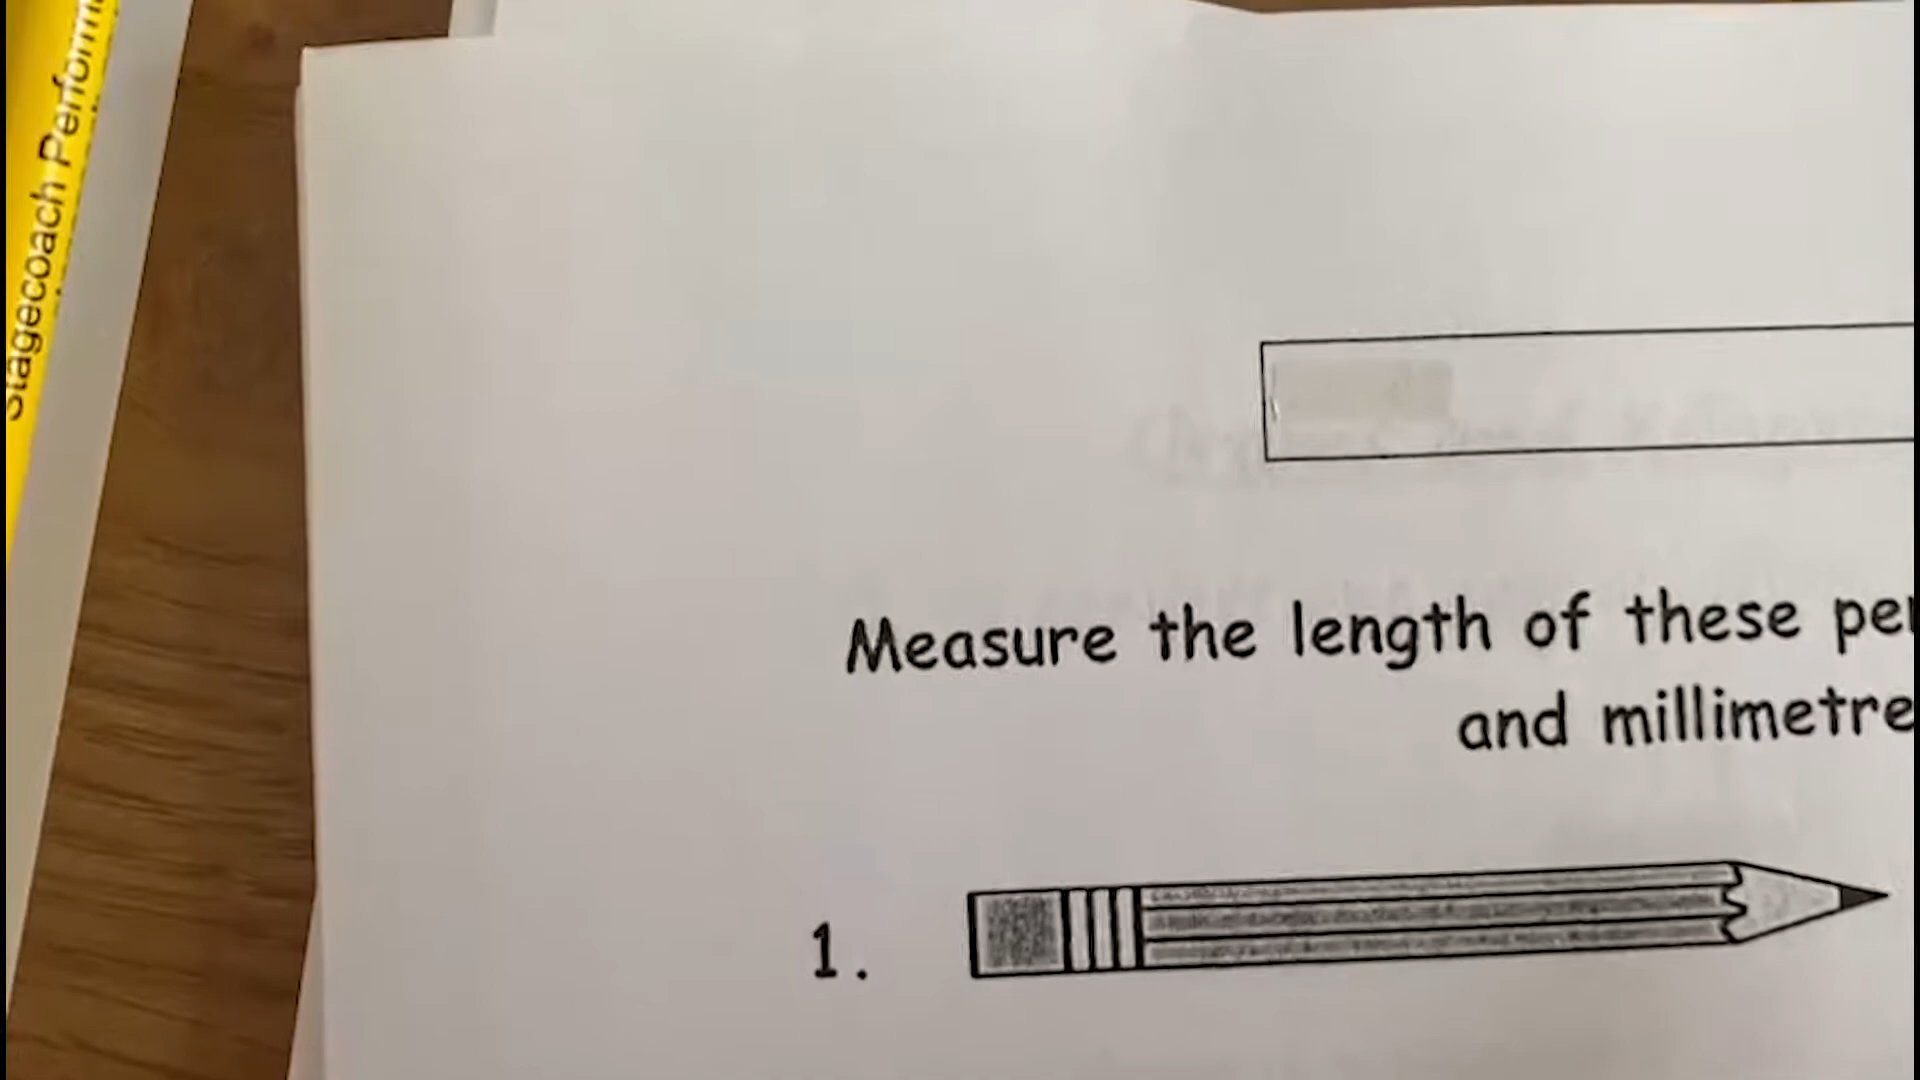 Stagecoach Perform
Measure the length of these pe
and millimetre
1.